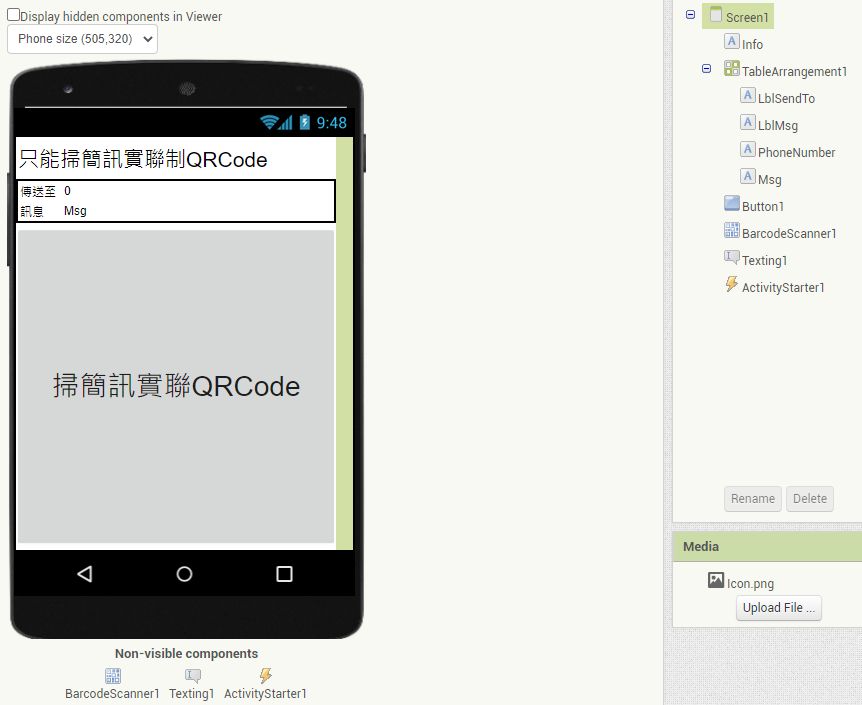 Display hidden components in Viewer
Phone size (505,320)
9:48
只能掃簡訊實聯制QRCode
傳送至 0
訊息 Msg
掃簡訊實聯QRCode
Non-visible components
BarcodeScanner1 Texting1 ActivityStarter1
Screen1
A Info
TableArrangement1
A LblSendTo
A LblMsg
A PhoneNumber
A Msg
Button1
BarcodeScanner1
Texting1
ActivityStarter1
Rename Delete
Media
Icon.png
Upload File ...